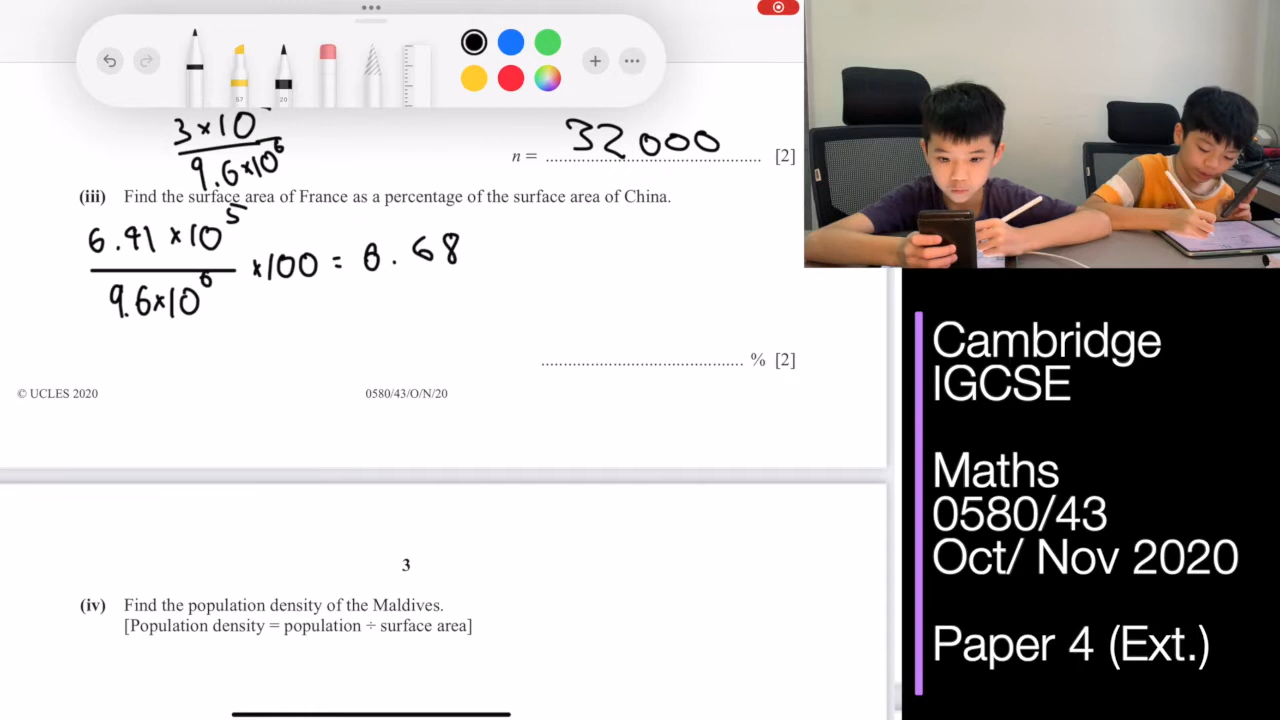 57
20
3 × 10
9.6×10⁶
n = 32000 [2]
(iii) Find the surface area of France as a percentage of the surface area of China.
6.41 × 10⁵
9.6×10⁶
×100 = 6.68
% [2]
© UCLES 2020
0580/43/O/N/20
3
(iv) Find the population density of the Maldives.
[Population density = population ÷ surface area]
Cambridge
IGCSE
Maths
0580/43
Oct/ Nov 2020
Paper 4 (Ext.)